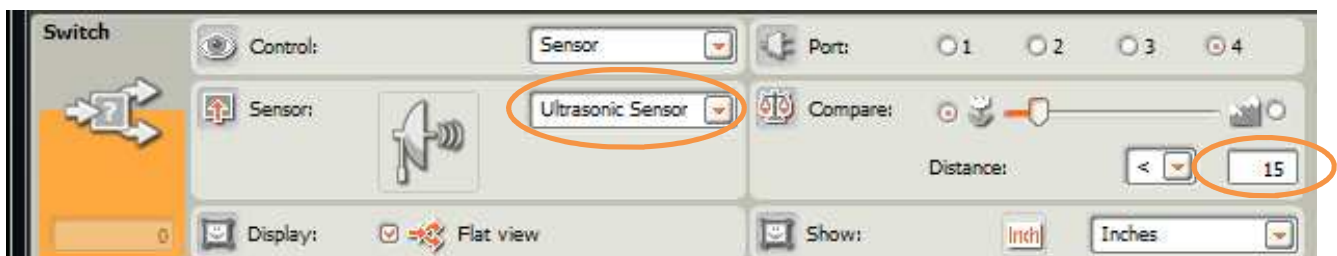 Switch
Control: Sensor
Port: 1 2 3 4
Sensor: Ultrasonic Sensor
Compare:
Distance: < 15
0
Display: Flat view
Show: Inch Inches